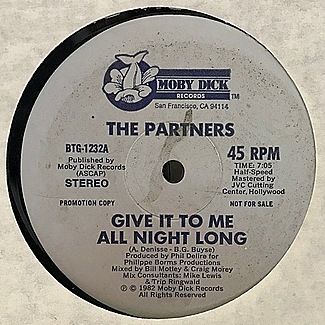 MOBY DICK
RECORDS
TM
San Francisco, CA 94114
THE PARTNERS
BTG-1232A
Published by
Moby Dick Records
(ASCAP)
STEREO
45 RPM
TIME: 7:05
Half-Speed
Mastered by
JVC Cutting
Center, Hollywood
PROMOTION COPY
NOT FOR SALE
GIVE IT TO ME
ALL NIGHT LONG
(A. Denisse - B.G. Buyse)
Produced by Phil Delire for
Philippe Borms Productions
Mixed by Bill Motley & Craig Morey
Mix Consultants: Mike Lewis
& Trip Ringwald
Ⓟ © 1982 Moby Dick Records
All Rights Reserved